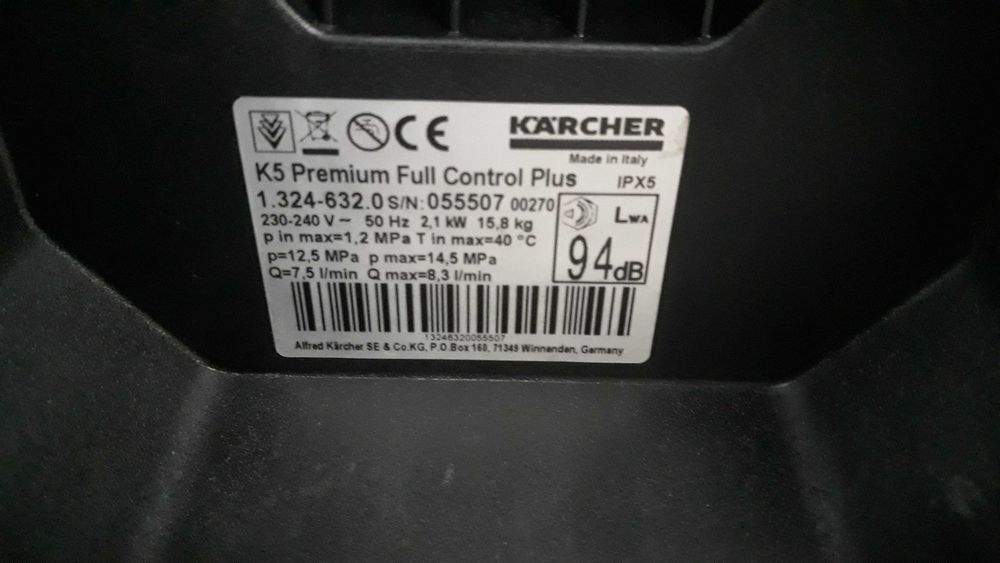 CE KÄRCHER
Made in Italy
K5 Premium Full Control Plus IPX5
1.324-632.0 S/N: 055507 00270
230-240 V ~ 50 Hz 2,1 kW 15,8 kg
p in max=1,2 MPa T in max=40 °C
p=12,5 MPa p max=14,5 MPa
Q=7,5 l/min Q max=8,3 l/min
LWA
94dB
13246320055507
Alfred Kärcher SE & Co.KG, P.O.Box 160, 71349 Winnenden, Germany